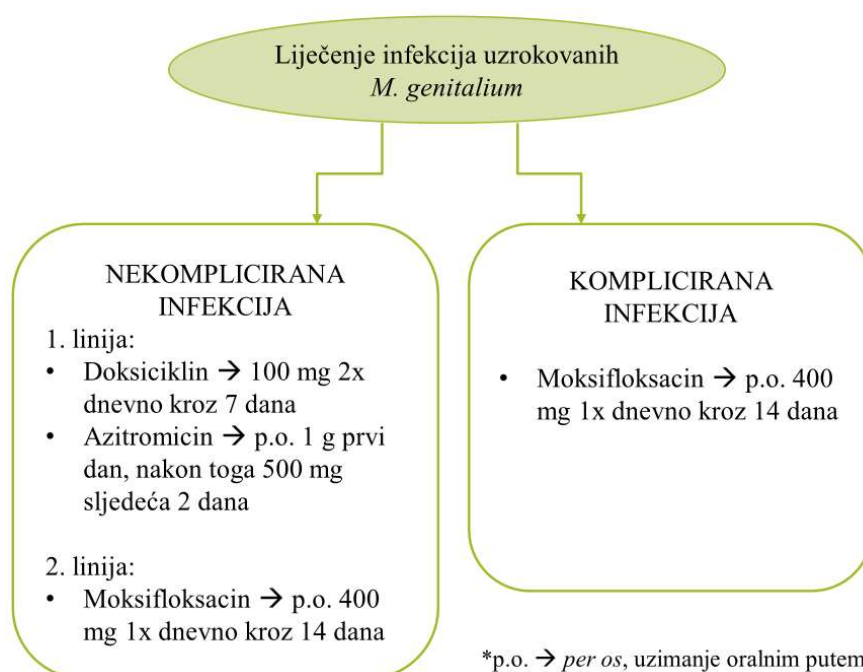 Liječenje infekcija uzrokovanih
M. genitalium
NEKOMPLICIRANA
INFEKCIJA
1. linija:
• Doksiciklin → 100 mg 2x
dnevno kroz 7 dana
• Azitromicin → p.o. 1 g prvi
dan, nakon toga 500 mg
sljedeća 2 dana
2. linija:
• Moksifloksacin → p.o. 400
mg 1x dnevno kroz 14 dana
KOMPLICIRANA
INFEKCIJA
• Moksifloksacin → p.o. 400
mg 1x dnevno kroz 14 dana
*p.o. → per os, uzimanje oralnim putem